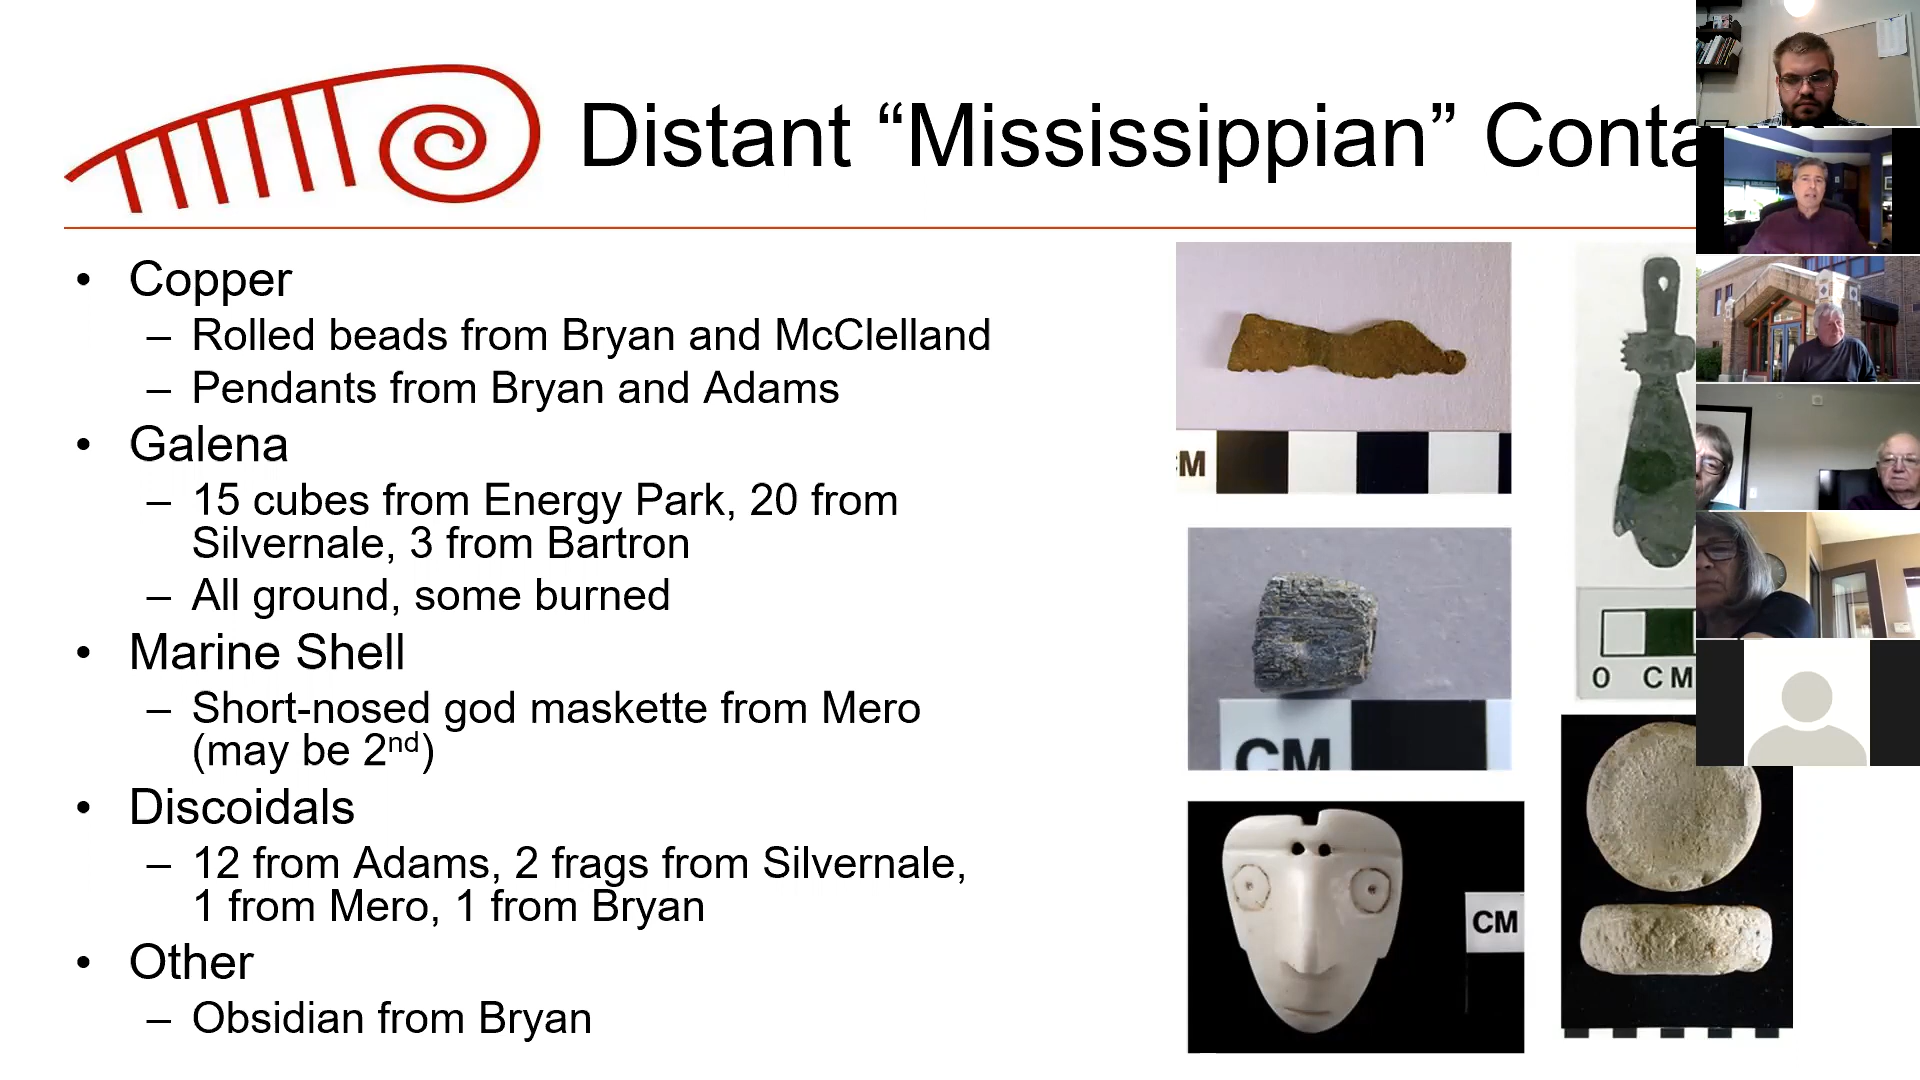 Distant “Mississippian” Conta
• Copper
– Rolled beads from Bryan and McClelland
– Pendants from Bryan and Adams
• Galena
– 15 cubes from Energy Park, 20 from
Silvernale, 3 from Bartron
– All ground, some burned
• Marine Shell
– Short-nosed god maskette from Mero
(may be 2nd)
• Discoidals
– 12 from Adams, 2 frags from Silvernale,
1 from Mero, 1 from Bryan
• Other
– Obsidian from Bryan
CM
CM
CM
0 CM